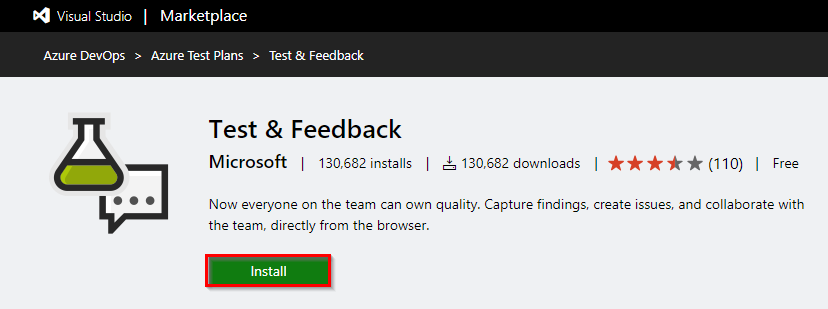 Visual Studio | Marketplace
Azure DevOps > Azure Test Plans > Test & Feedback
Test & Feedback
Microsoft | 130,682 installs | 130,682 downloads | (110) | Free
Now everyone on the team can own quality. Capture findings, create issues, and collaborate with
the team, directly from the browser.
Install